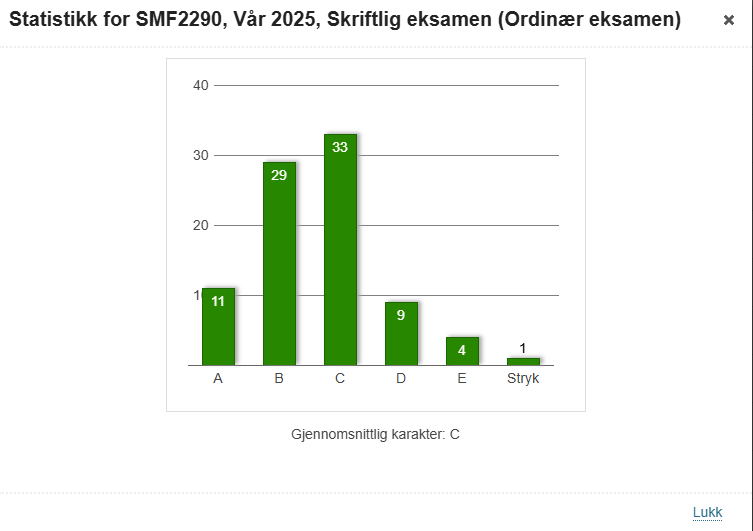 Statistikk for SMF2290, Vår 2025, Skriftlig eksamen (Ordinær eksamen) ×
40
30
20
10
11
29
33
9
4
1
A B C D E Stryk
Gjennomsnittlig karakter: C
Lukk